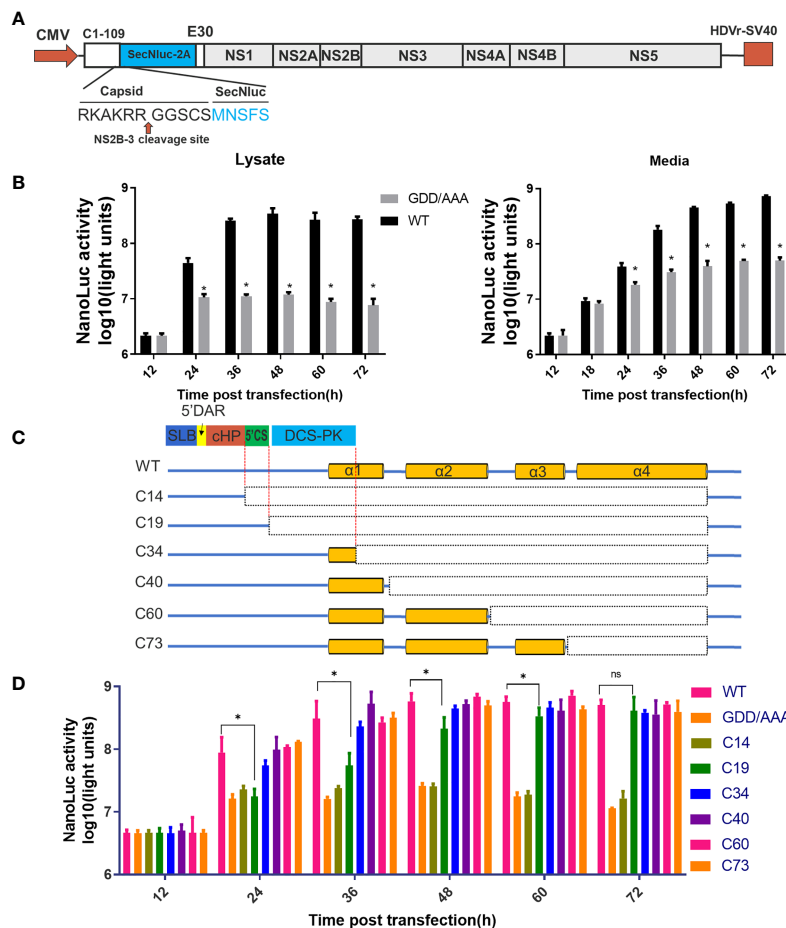 A
CMV
C1-109
SecNluc-2A
E30
NS1
NS2A
NS2B
NS3
NS4A
NS4B
NS5
HDVr-SV40
Capsid
SecNluc
RKAKRR GGSCS MNSFS
NS2B-3 cleavage site
B
Lysate
NanoLuc activity
log10(light units)
9
8
7
6
* * * * *
12 24 36 48 60 72
Time post transfection(h)
GDD/AAA
WT
Media
NanoLuc activity
log10(light units)
9
8
7
6
* * * * *
12 18 24 36 48 60 72
Time post transfection(h)
C
5'DAR
SLB
cHP
5'CS
DCS-PK
WT
α1
α2
α3
α4
C14
C19
C34
C40
C60
C73
D
NanoLuc activity
log10(light units)
9
8
7
6
* * * * ns
12 24 36 48 60 72
Time post transfection(h)
WT
GDD/AAA
C14
C19
C34
C40
C60
C73